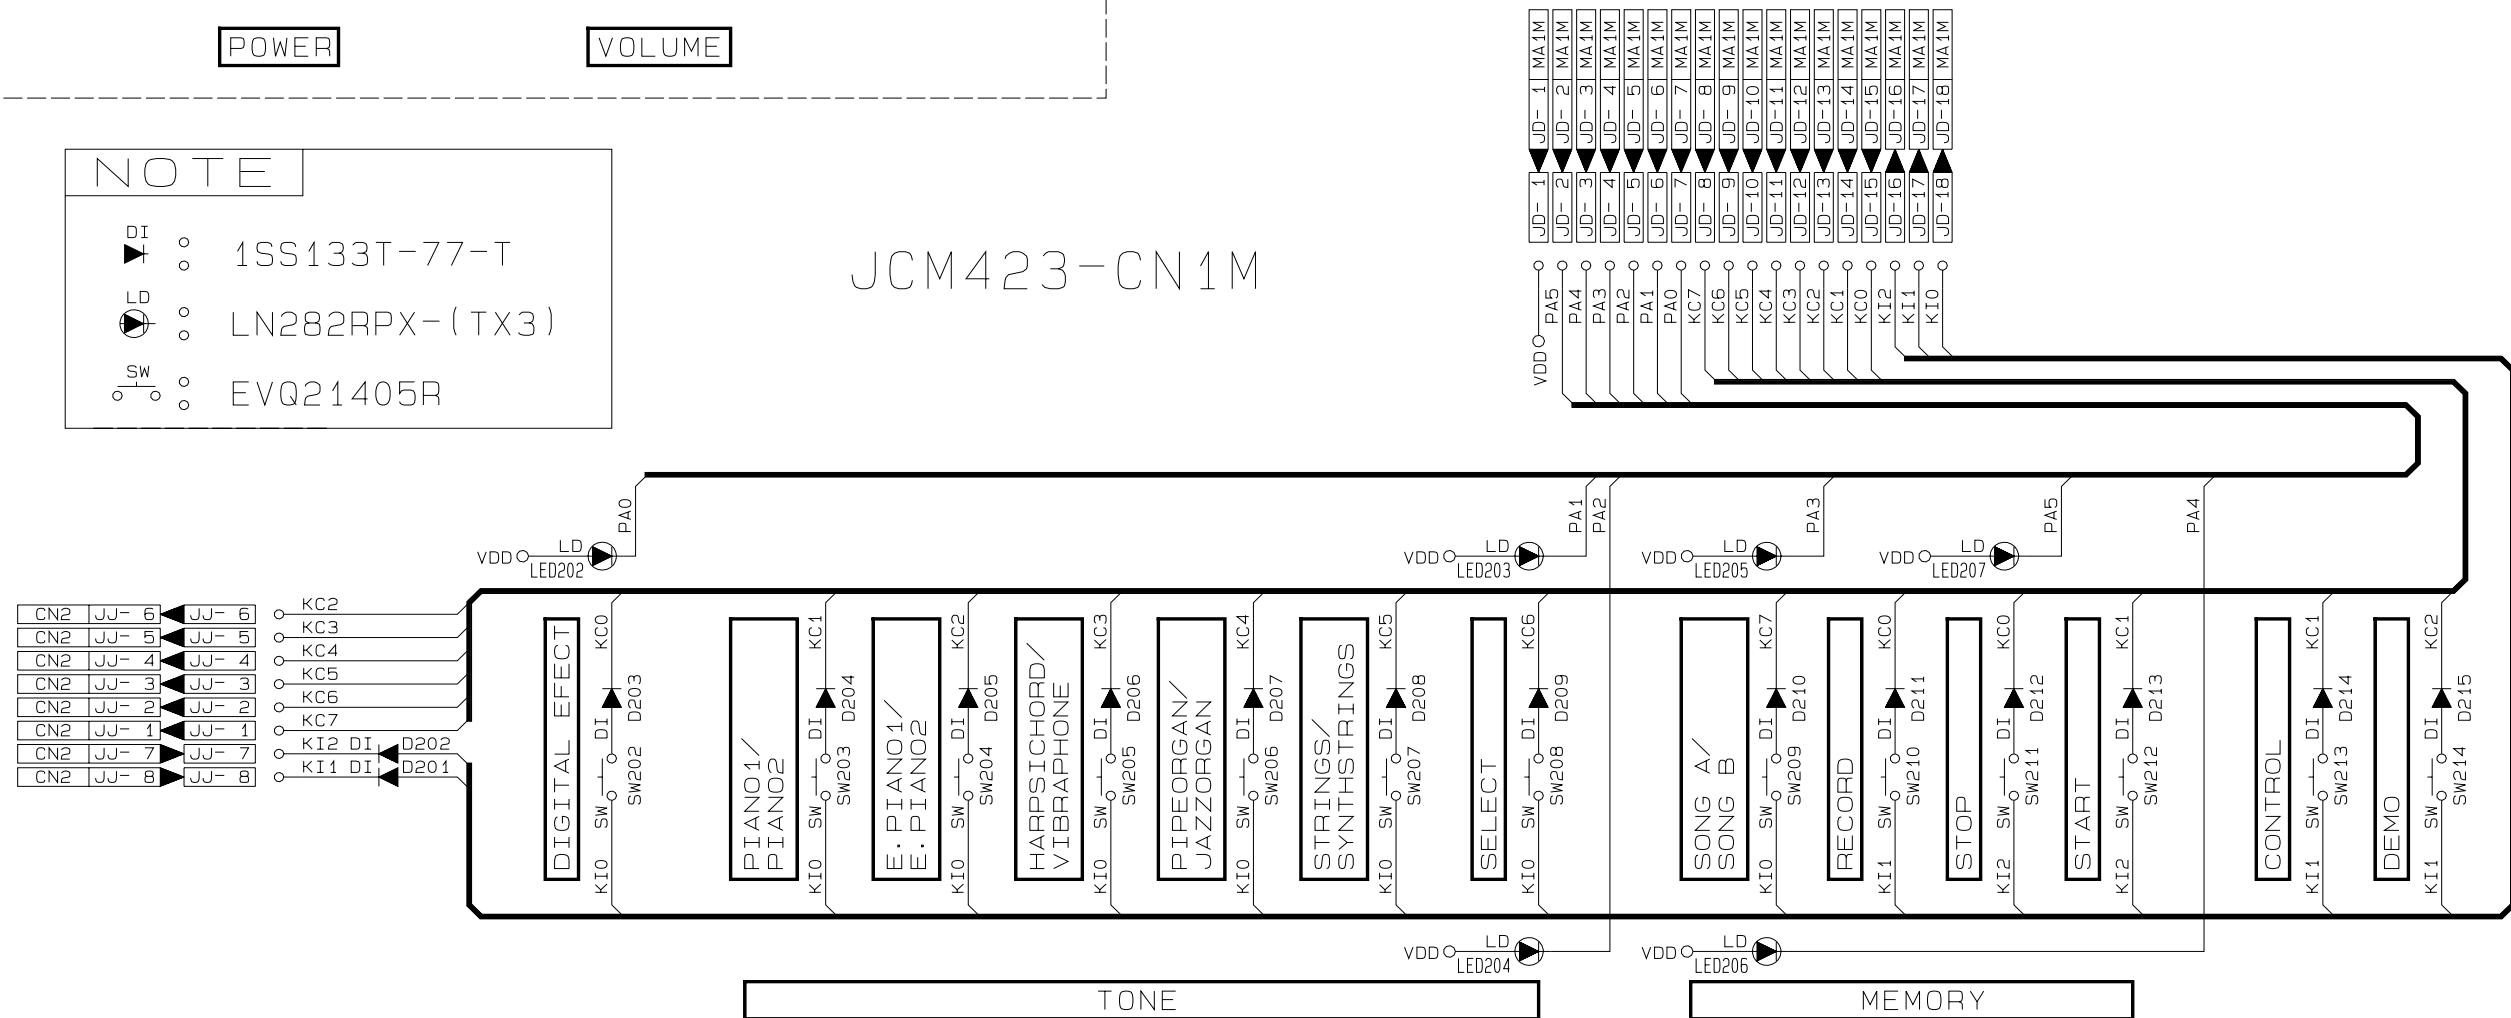 POWER
VOLUME
MA1M MA1M MA1M MA1M MA1M MA1M MA1M MA1M MA1M MA1M MA1M MA1M MA1M MA1M MA1M MA1M MA1M MA1M
JD- 1 JD- 2 JD- 3 JD- 4 JD- 5 JD- 6 JD- 7 JD- 8 JD- 9 JD-10 JD-11 JD-12 JD-13 JD-14 JD-15 JD-16 JD-17 JD-18
JD- 1 JD- 2 JD- 3 JD- 4 JD- 5 JD- 6 JD- 7 JD- 8 JD- 9 JD-10 JD-11 JD-12 JD-13 JD-14 JD-15 JD-16 JD-17 JD-18
PA5 PA4 PA3 PA2 PA1 PA0 KC7 KC6 KC5 KC4 KC3 KC2 KC1 KC0 KI2 KI1 KI0
VDD
NOTE
DI
1SS133T-77-T
LD
LN282RPX-(TX3)
SW
EVQ21405R
JCM423-CN1M
PA0 PA1 PA2 PA3 PA5 PA4
VDD LD LED202
VDD LD LED203
VDD LD LED205
VDD LD LED207
CN2 JJ- 6 JJ- 6 KC2
CN2 JJ- 5 JJ- 5 KC3
CN2 JJ- 4 JJ- 4 KC4
CN2 JJ- 3 JJ- 3 KC5
CN2 JJ- 2 JJ- 2 KC6
CN2 JJ- 1 JJ- 1 KC7
CN2 JJ- 7 JJ- 7 KI2 DI D202
CN2 JJ- 8 JJ- 8 KI1 DI D201
DIGITAL EFECT
KC0 DI D203 SW SW202 KI0
PIANO1/
PIANO2
KC1 DI D204 SW SW203 KI0
E.PIANO1/
E.PIANO2
KC2 DI D205 SW SW204 KI0
HARPSICHORD/
VIBRAPHONE
KC3 DI D206 SW SW205 KI0
PIPEORGAN/
JAZZORGAN
KC4 DI D207 SW SW206 KI0
STRINGS/
SYNTHSTRINGS
KC5 DI D208 SW SW207 KI0
SELECT
KC6 DI D209 SW SW208 KI0
SONG A/
SONG B
KC7 DI D210 SW SW209 KI0
RECORD
KC0 DI D211 SW SW210 KI1
STOP
KC0 DI D212 SW SW211 KI2
START
KC1 DI D213 SW SW212 KI2
CONTROL
KC1 DI D214 SW SW213 KI1
DEMO
KC2 DI D215 SW SW214 KI1
VDD LD LED204
VDD LD LED206
TONE
MEMORY